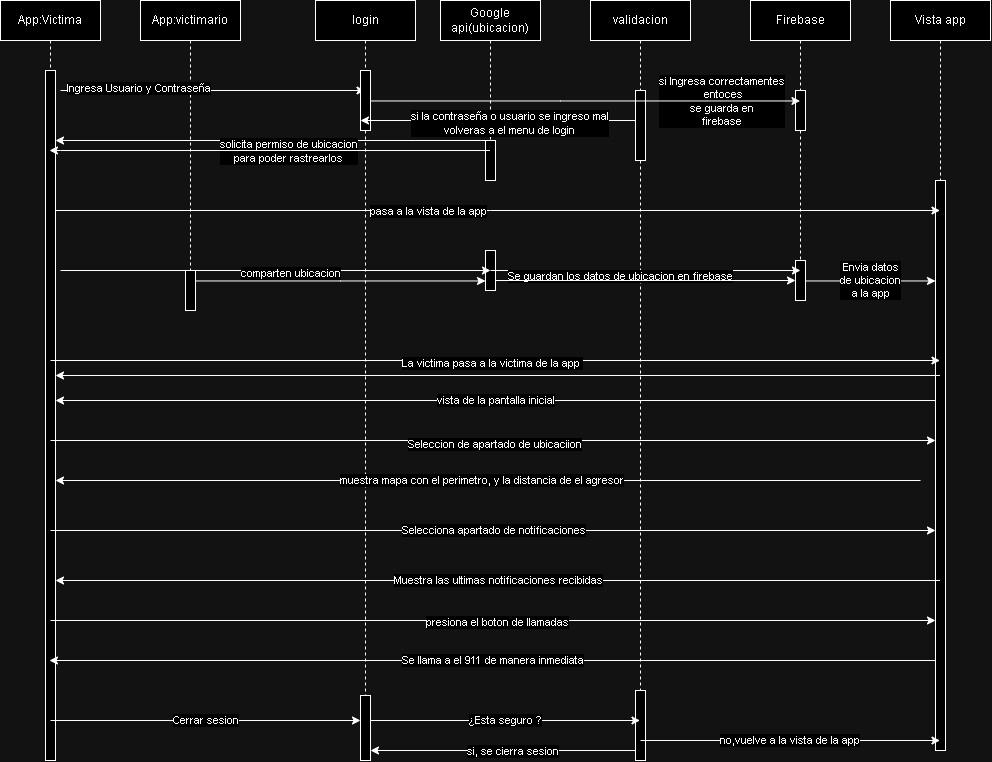 App:Victima
App:victimario
login
Google
api(ubicacion)
validacion
Firebase
Vista app
Ingresa Usuario y Contraseña
si Ingresa correctamentes
entoces
se guarda en
firebase
si la contraseña o usuario se ingreso mal
volveras a el menu de login
solicita permiso de ubicacion
para poder rastrearlos
pasa a la vista de la app
comparten ubicacion
Se guardan los datos de ubicacion en firebase
Envia datos
de ubicacion
a la app
La victima pasa a la victima de la app
vista de la pantalla inicial
Seleccion de apartado de ubicaciion
muestra mapa con el perimetro, y la distancia de el agresor
Selecciona apartado de notificaciones
Muestra las ultimas notificaciones recibidas
presiona el boton de llamadas
Se llama a el 911 de manera inmediata
Cerrar sesion
¿Esta seguro ?
no,vuelve a la vista de la app
si, se cierra sesion